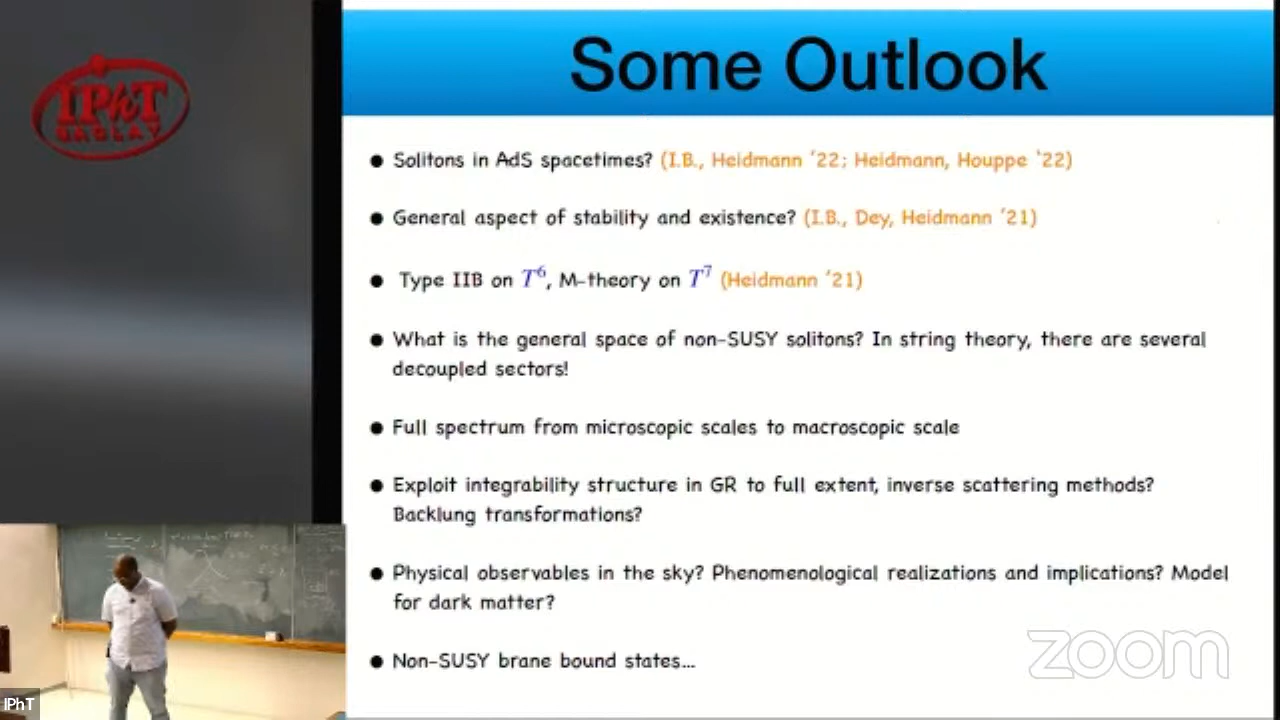 IPhT
SACLAY
Some Outlook
● Solitons in AdS spacetimes? (I.B., Heidmann ‘22; Heidmann, Houppe ‘22)
● General aspect of stability and existence? (I.B., Dey, Heidmann ‘21)
● Type IIB on T⁶, M-theory on T⁷ (Heidmann ‘21)
● What is the general space of non-SUSY solitons? In string theory, there are several
decoupled sectors!
● Full spectrum from microscopic scales to macroscopic scale
● Exploit integrability structure in GR to full extent, inverse scattering methods?
Backlung transformations?
● Physical observables in the sky? Phenomenological realizations and implications? Model
for dark matter?
● Non-SUSY brane bound states...
zoom
IPhT